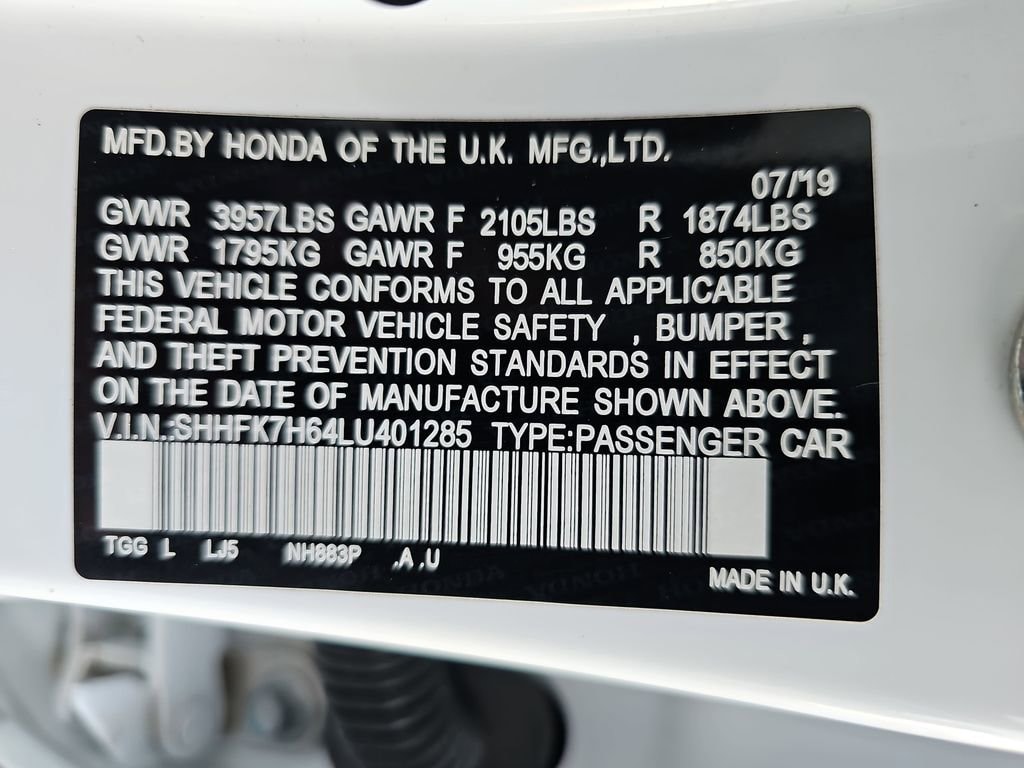 MFD.BY HONDA OF THE U.K. MFG.,LTD.
07/'19
GVWR 3957LBS GAWR F 2105LBS R 1874LBS
GVWR 1795KG GAWR F 955KG R 850KG
THIS VEHICLE CONFORMS TO ALL APPLICABLE
FEDERAL MOTOR VEHICLE SAFETY , BUMPER ,
AND THEFT PREVENTION STANDARDS IN EFFECT
ON THE DATE OF MANUFACTURE SHOWN ABOVE.
V.I.N.:SHHFK7H64LU401285 TYPE:PASSENGER CAR
TGG L LJ5 NH883P .A .U
MADE IN U.K.